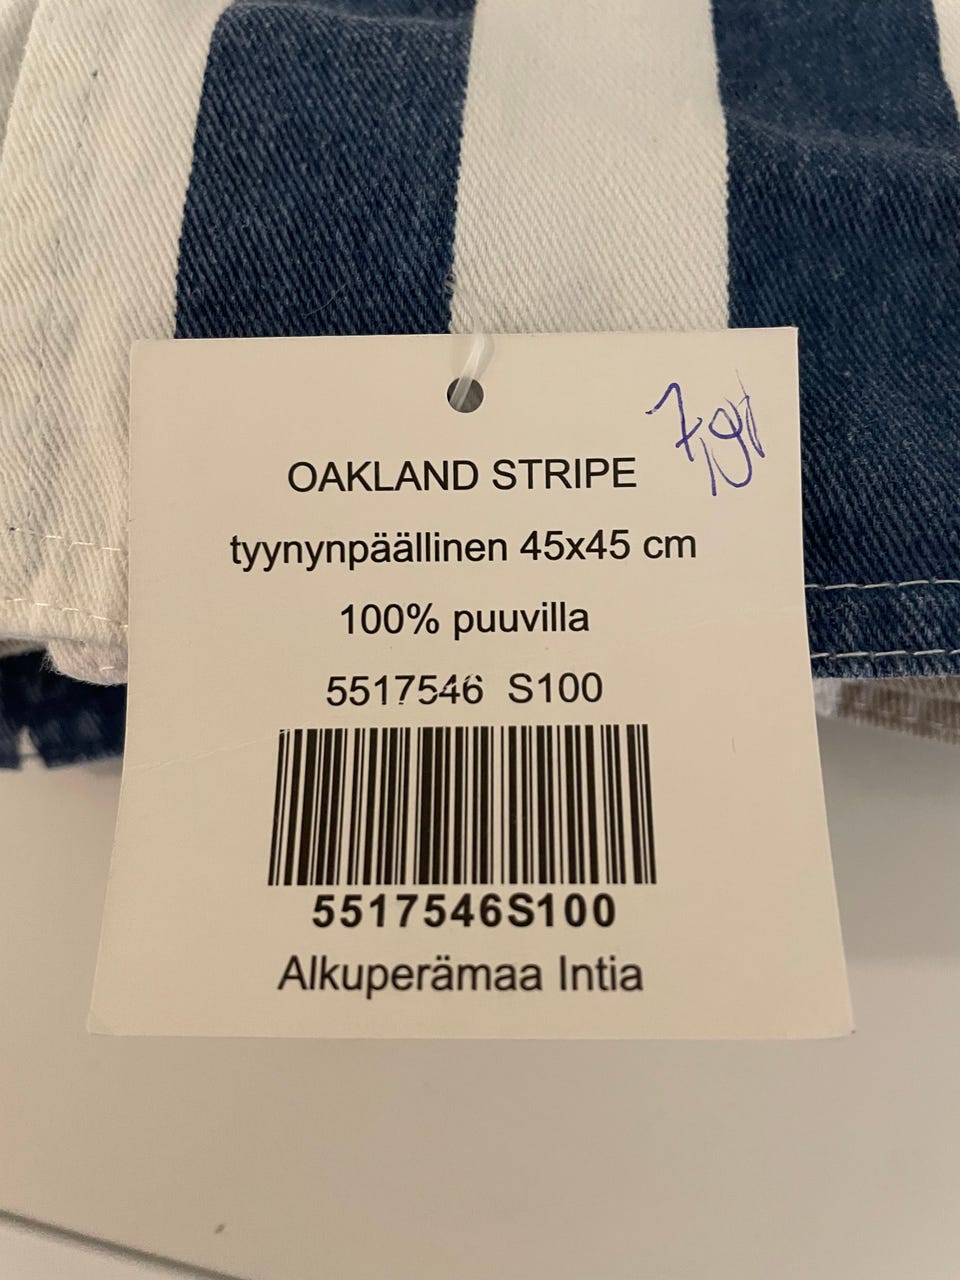 OAKLAND STRIPE
tyynynpäällinen 45x45 cm
100% puuvilla
5517546 S100
5517546S100
Alkuperämaa Intia